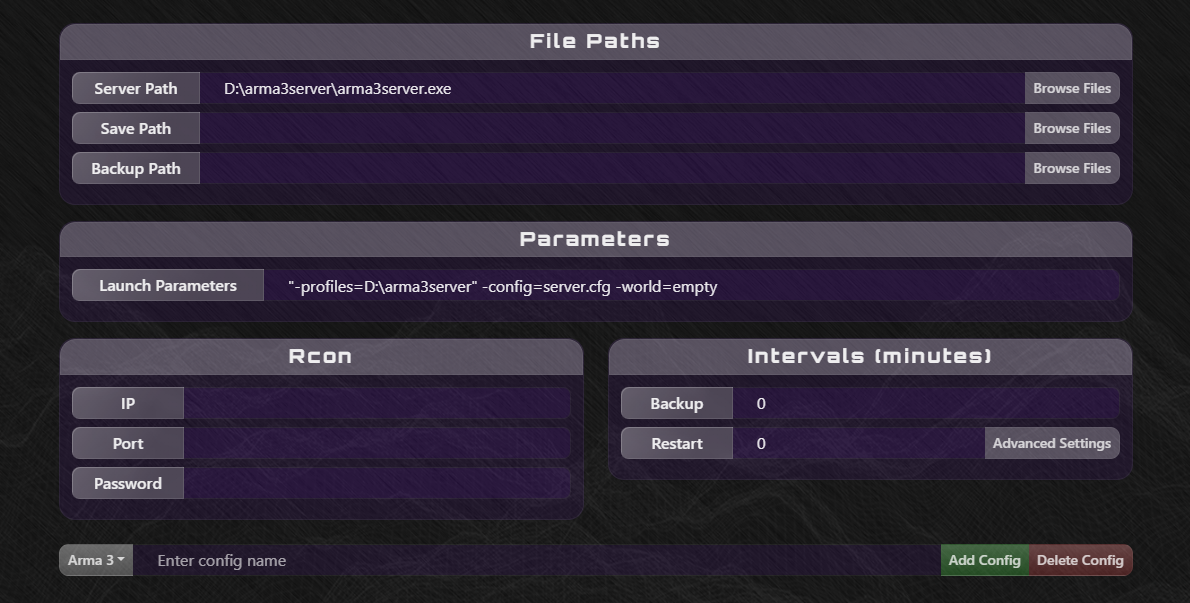 File Paths
Server Path D:\arma3server\arma3server.exe Browse Files
Save Path Browse Files
Backup Path Browse Files
Parameters
Launch Parameters "-profiles=D:\arma3server" -config=server.cfg -world=empty
Rcon
IP
Port
Password
Intervals (minutes)
Backup 0
Restart 0 Advanced Settings
Arma 3 Enter config name Add Config Delete Config